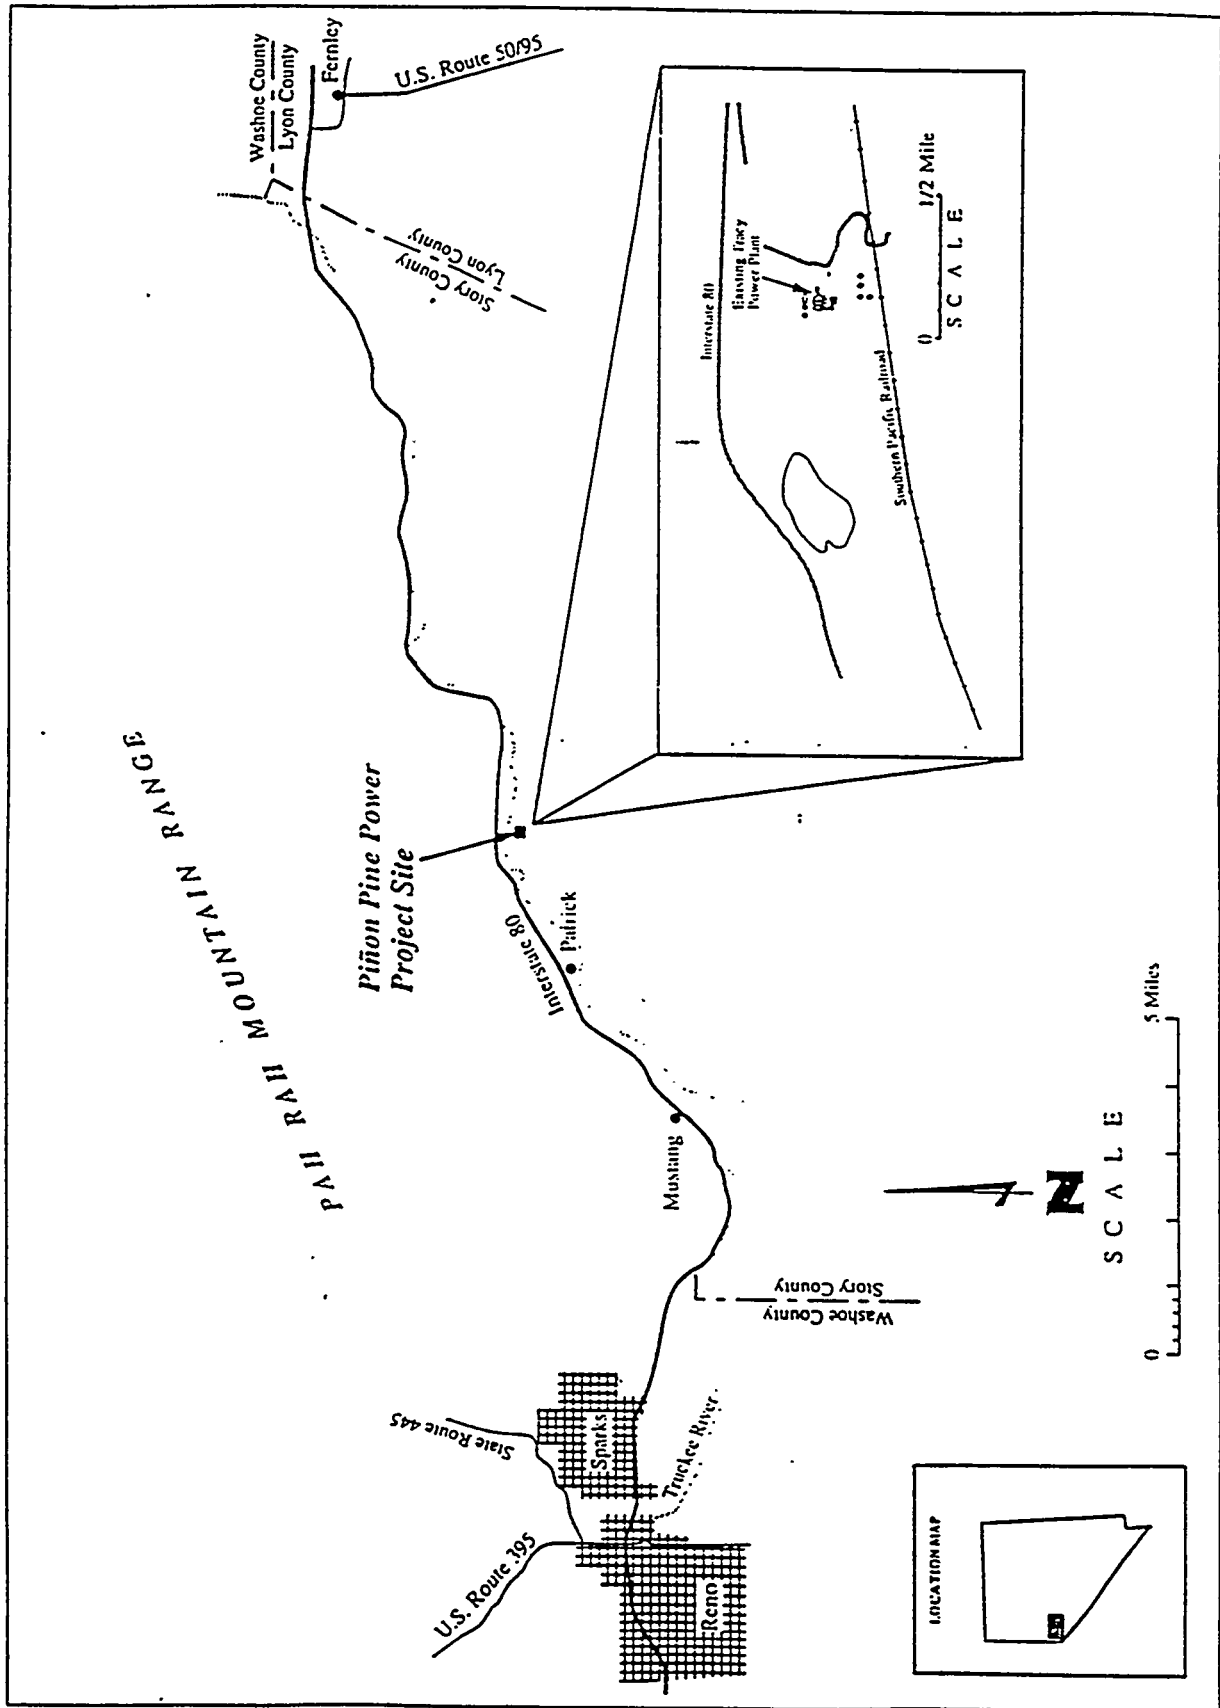 Washoe County
Lyon County
Fernley
U.S. Route 50/95
Story County
Lyon County
PAH RAH MOUNTAIN RANGE
Piñon Pine Power
Project Site
Interstate 80
Patrick
Mustang
Interstate 80
Existing Tracy
Power Plant
Southern Pacific Railroad
0
1/2 Mile
SCALE
Washoe County
Story County
State Route 445
Sparks
Truckee River
U.S. Route 395
Reno
N
SCALE
0
5 Miles
LOCATION MAP